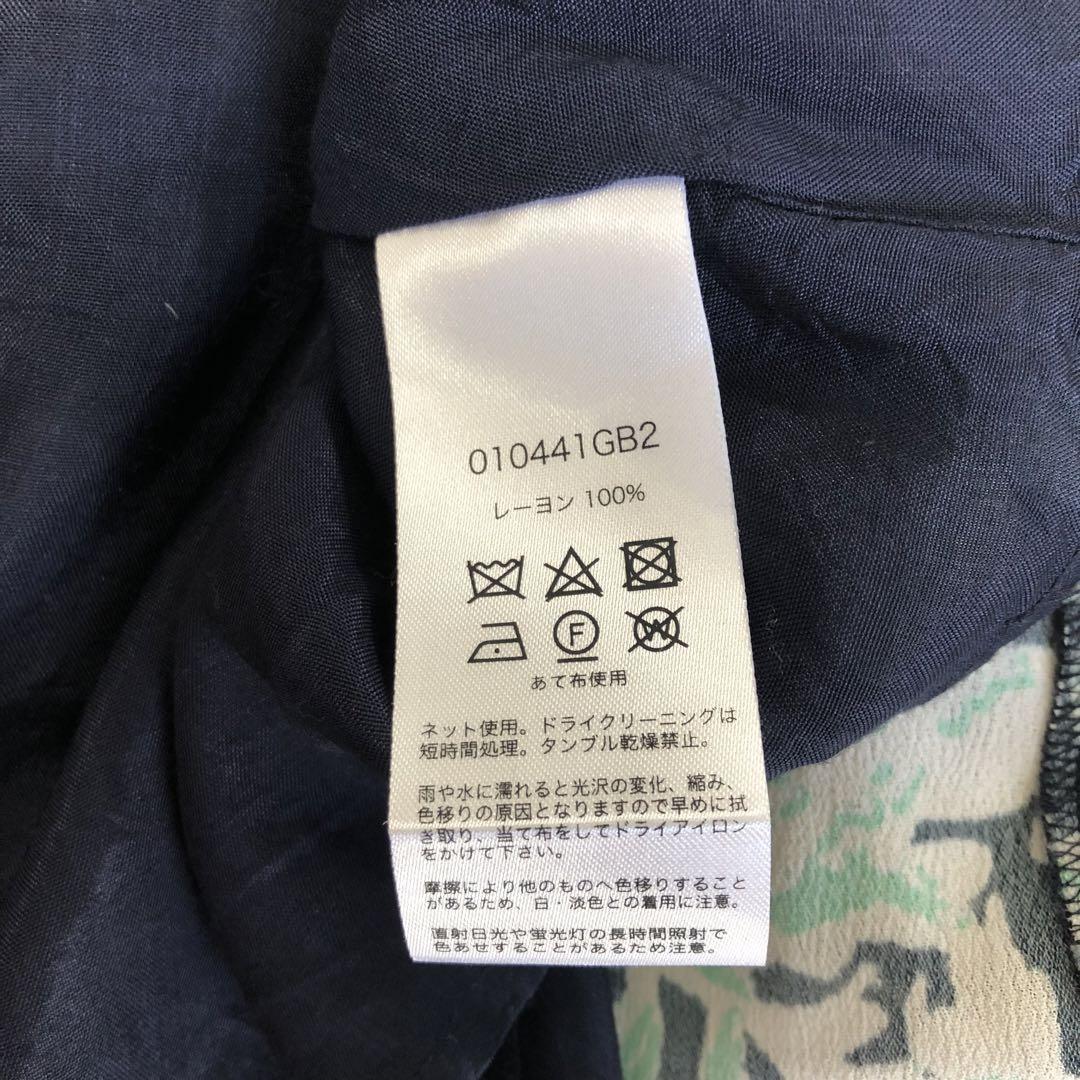 010441GB2
レーヨン 100%
F
W
あて布使用
ネット使用。ドライクリーニングは
短時間処理。タンブル乾燥禁止。
雨や水に濡れると光沢の変化、縮み、
色移りの原因となりますので早めに拭
き取り、当て布をしてドライアイロン
をかけて下さい。
摩擦により他のものへ色移りすること
があるため、白・淡色との着用に注意。
直射日光や蛍光灯の長時間照射で
色あせすることがあるため注意。